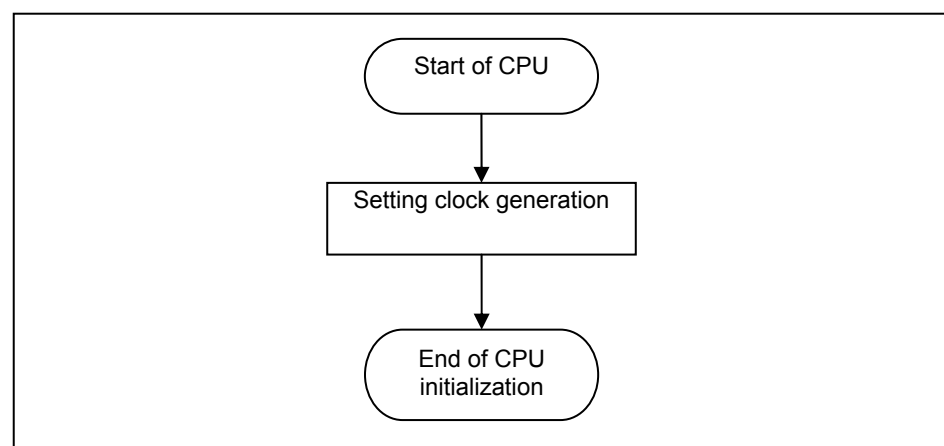 Start of CPU
Setting clock generation
End of CPU
initialization